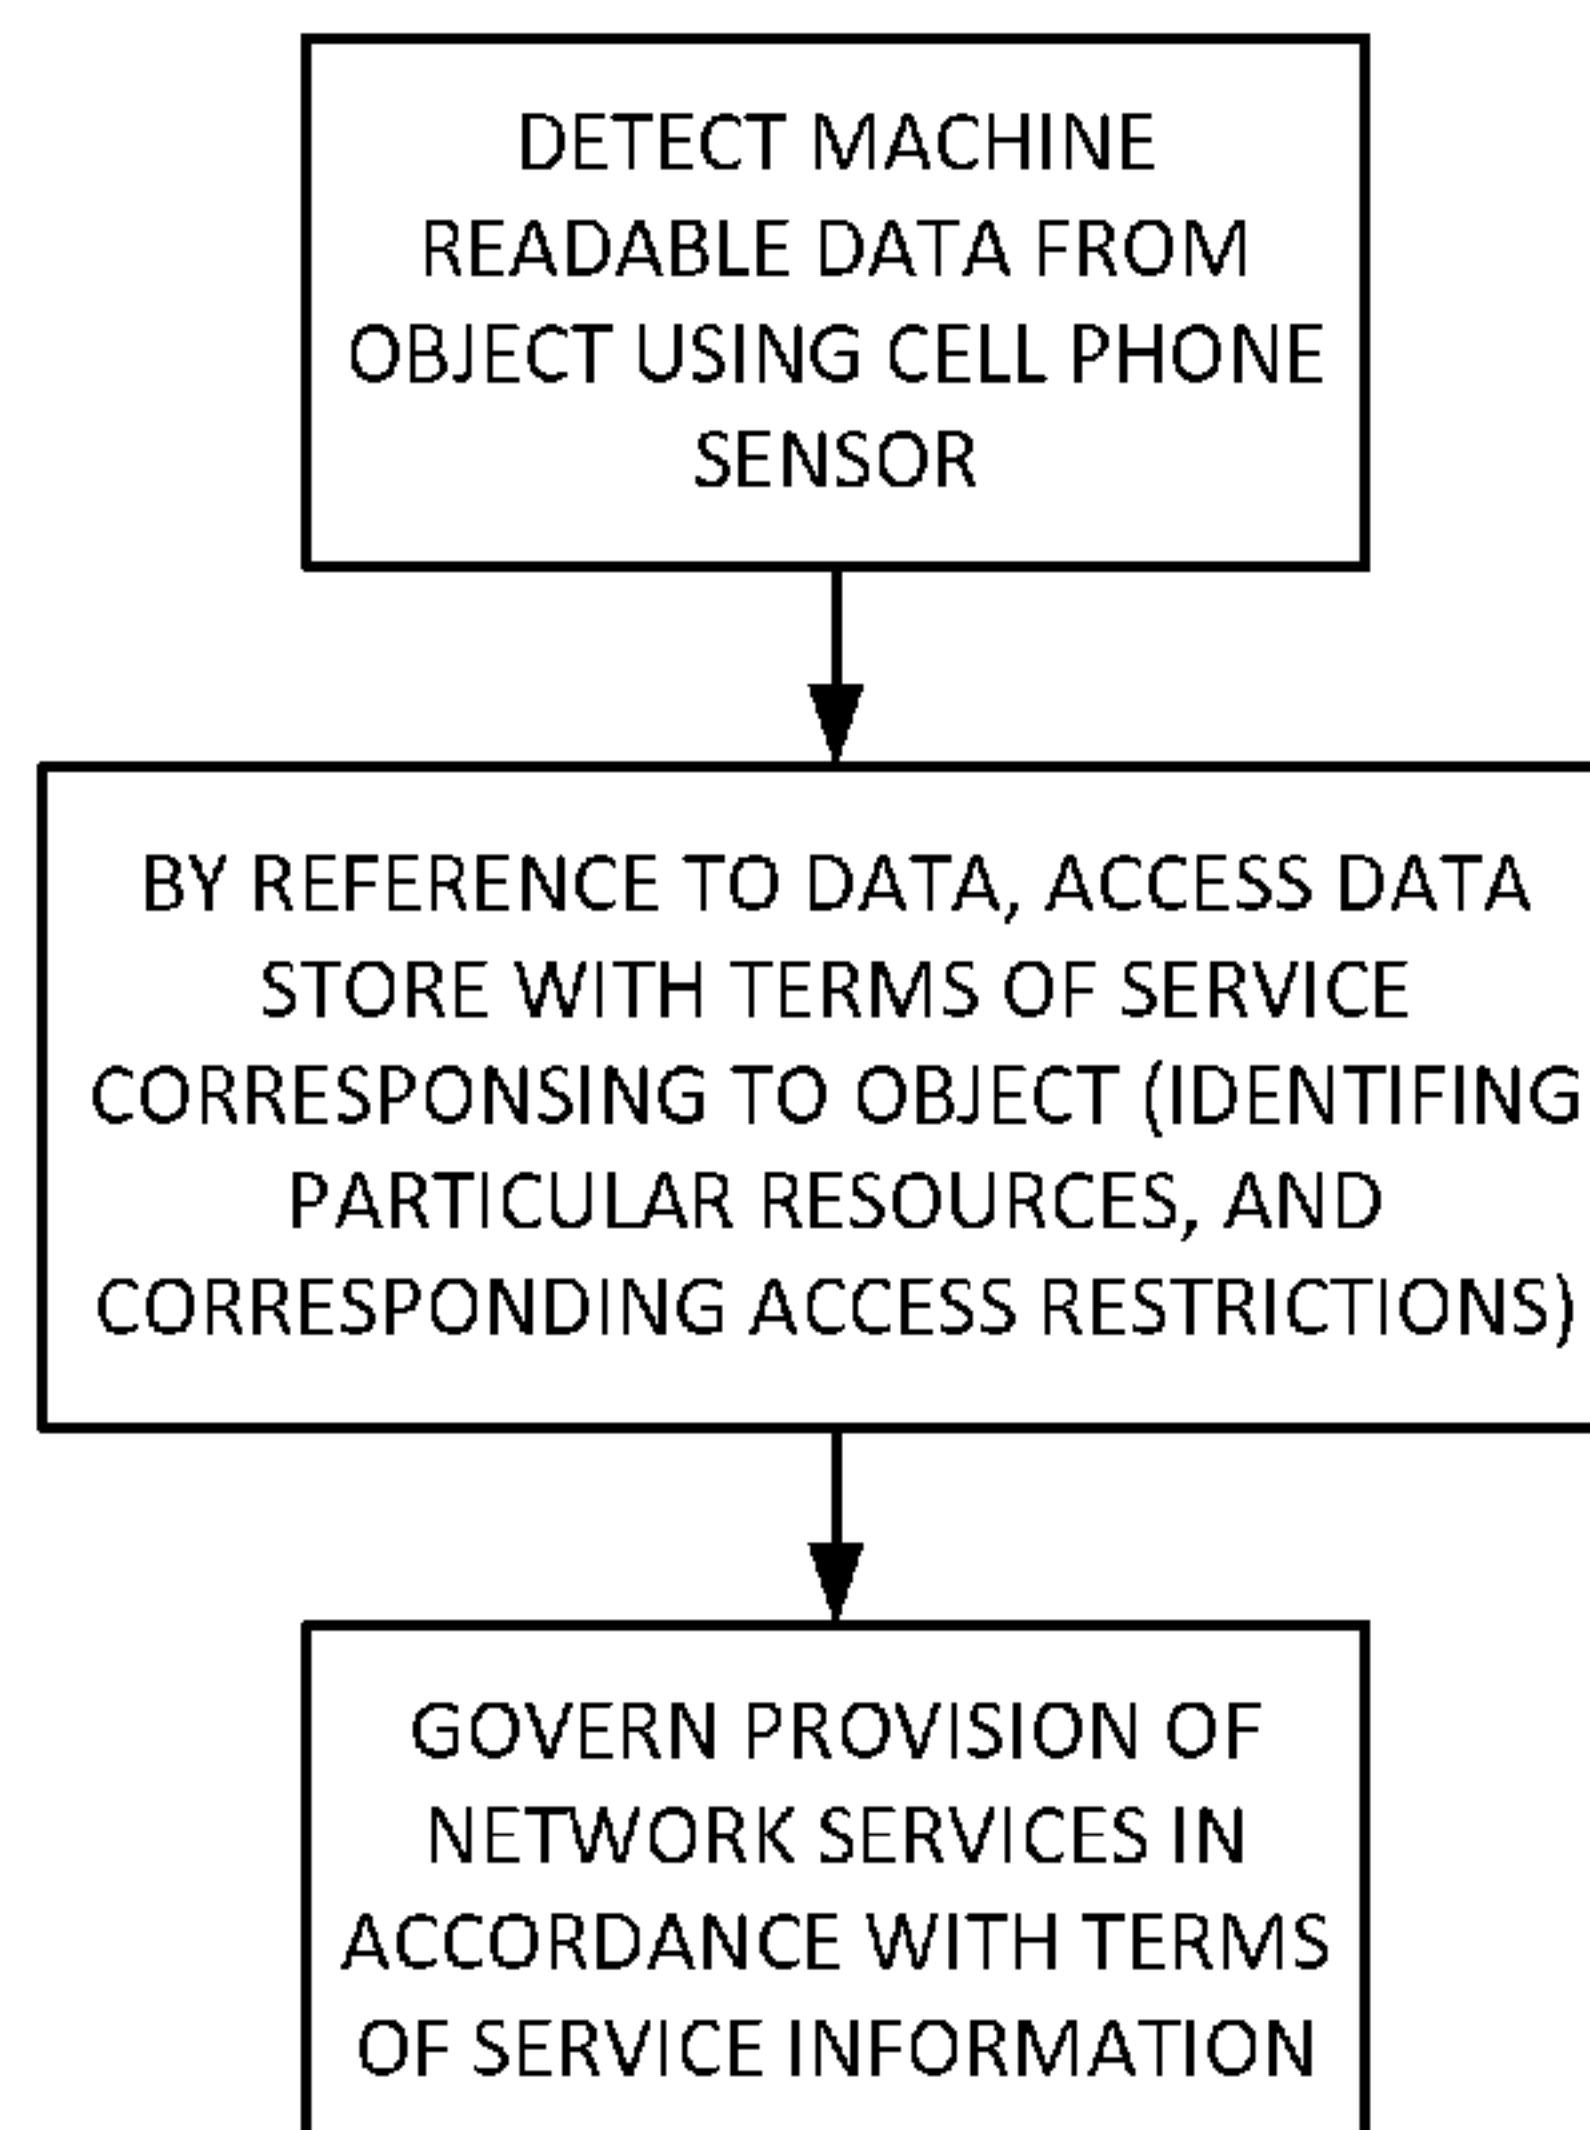 DETECT MACHINE
READABLE DATA FROM
OBJECT USING CELL PHONE
SENSOR
BY REFERENCE TO DATA, ACCESS DATA
STORE WITH TERMS OF SERVICE
CORRESPONSING TO OBJECT (IDENTIFING
PARTICULAR RESOURCES, AND
CORRESPONDING ACCESS RESTRICTIONS)
GOVERN PROVISION OF
NETWORK SERVICES IN
ACCORDANCE WITH TERMS
OF SERVICE INFORMATION